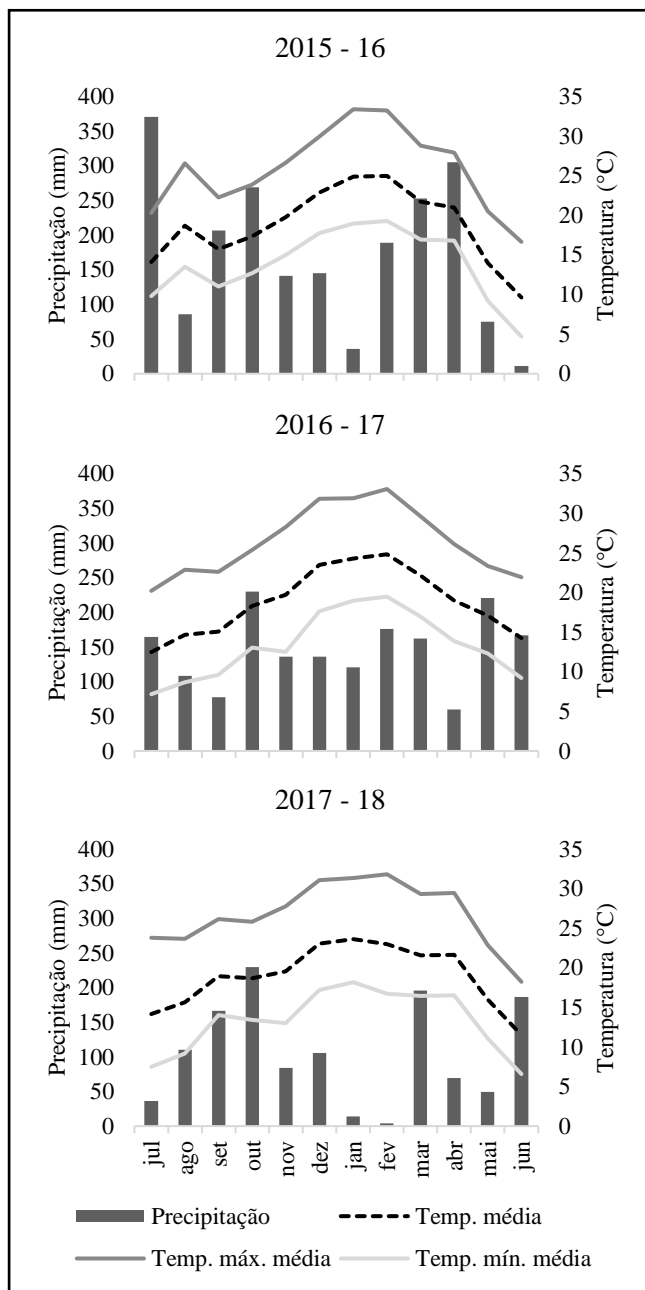 2015 - 16
Precipitação (mm)
400
350
300
250
200
150
100
50
0
35
30
25
20
15
10
5
0
Temperatura (°C)
2016 - 17
Precipitação (mm)
400
350
300
250
200
150
100
50
0
35
30
25
20
15
10
5
0
Temperatura (°C)
2017 - 18
Precipitação (mm)
400
350
300
250
200
150
100
50
0
35
30
25
20
15
10
5
0
Temperatura (°C)
jul
ago
set
out
nov
dez
jan
fev
mar
abr
mai
jun
Precipitação
Temp. média
Temp. máx. média
Temp. mín. média